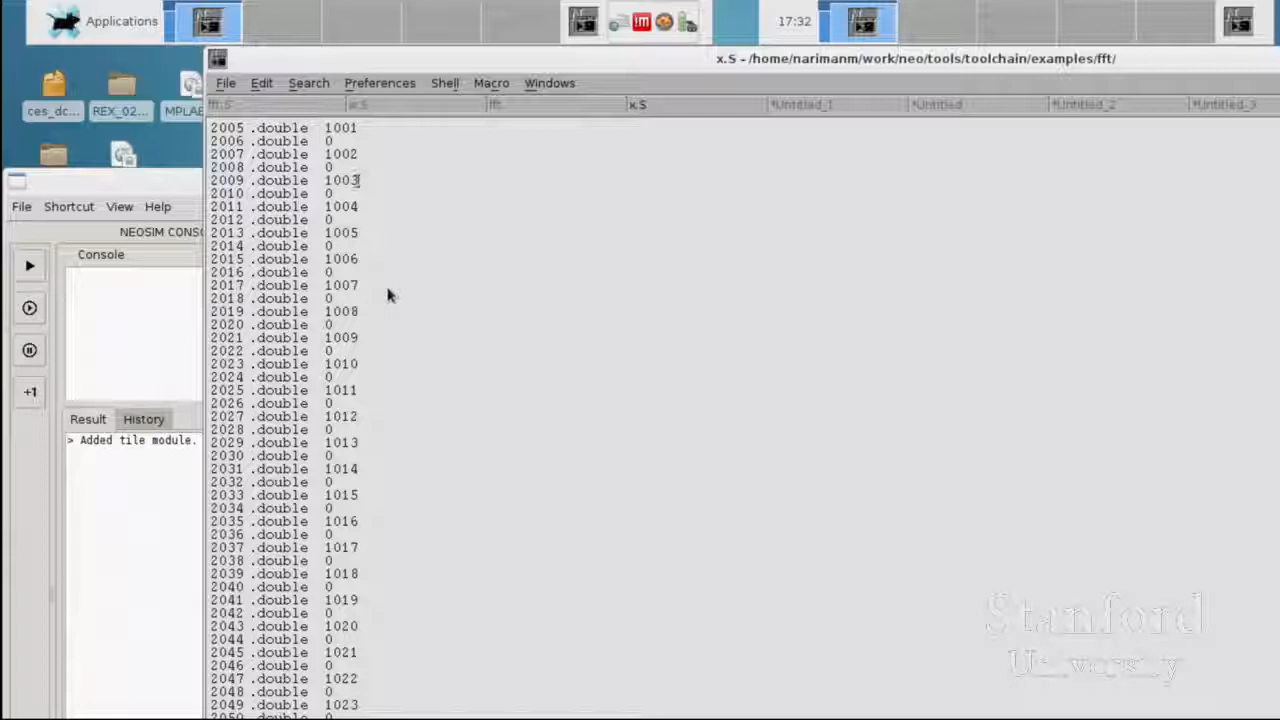 Applications
17:32
x.S - /home/narimanm/work/neo/tools/toolchain/examples/fft/
File Edit Search Preferences Shell Macro Windows
fft.S w.S fft x.S *Untitled_1 *Untitled *Untitled_2 *Untitled_3
ces_dc... REX_02... MPLAB
File Shortcut View Help
NEOSIM CONSO
Console
+1
Result History
> Added tile module.
2005 .double 1001
2006 .double 0
2007 .double 1002
2008 .double 0
2009 .double 1003
2010 .double 0
2011 .double 1004
2012 .double 0
2013 .double 1005
2014 .double 0
2015 .double 1006
2016 .double 0
2017 .double 1007
2018 .double 0
2019 .double 1008
2020 .double 0
2021 .double 1009
2022 .double 0
2023 .double 1010
2024 .double 0
2025 .double 1011
2026 .double 0
2027 .double 1012
2028 .double 0
2029 .double 1013
2030 .double 0
2031 .double 1014
2032 .double 0
2033 .double 1015
2034 .double 0
2035 .double 1016
2036 .double 0
2037 .double 1017
2038 .double 0
2039 .double 1018
2040 .double 0
2041 .double 1019
2042 .double 0
2043 .double 1020
2044 .double 0
2045 .double 1021
2046 .double 0
2047 .double 1022
2048 .double 0
2049 .double 1023
2050 .double 0
Stanford
University